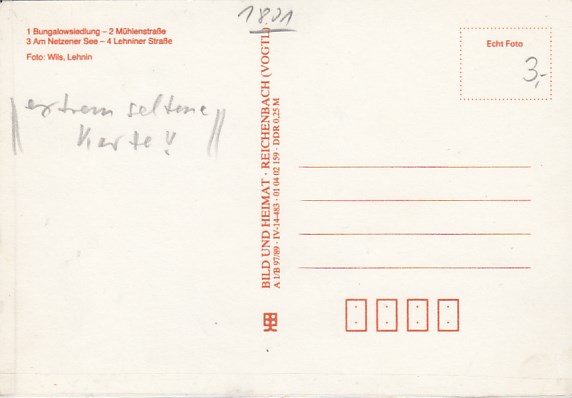 1801
1 Bungalowsiedlung – 2 Mühlenstraße
3 Am Netzener See – 4 Lehniner Straße
Foto: Wils, Lehnin
extrem seltene
Karte!
BILD UND HEIMAT · REICHENBACH (VOGTL)
A 1/B 97/89 · IV-14-483 · 01 04 02 159 · DDR 0,25 M
Echt Foto
3,-